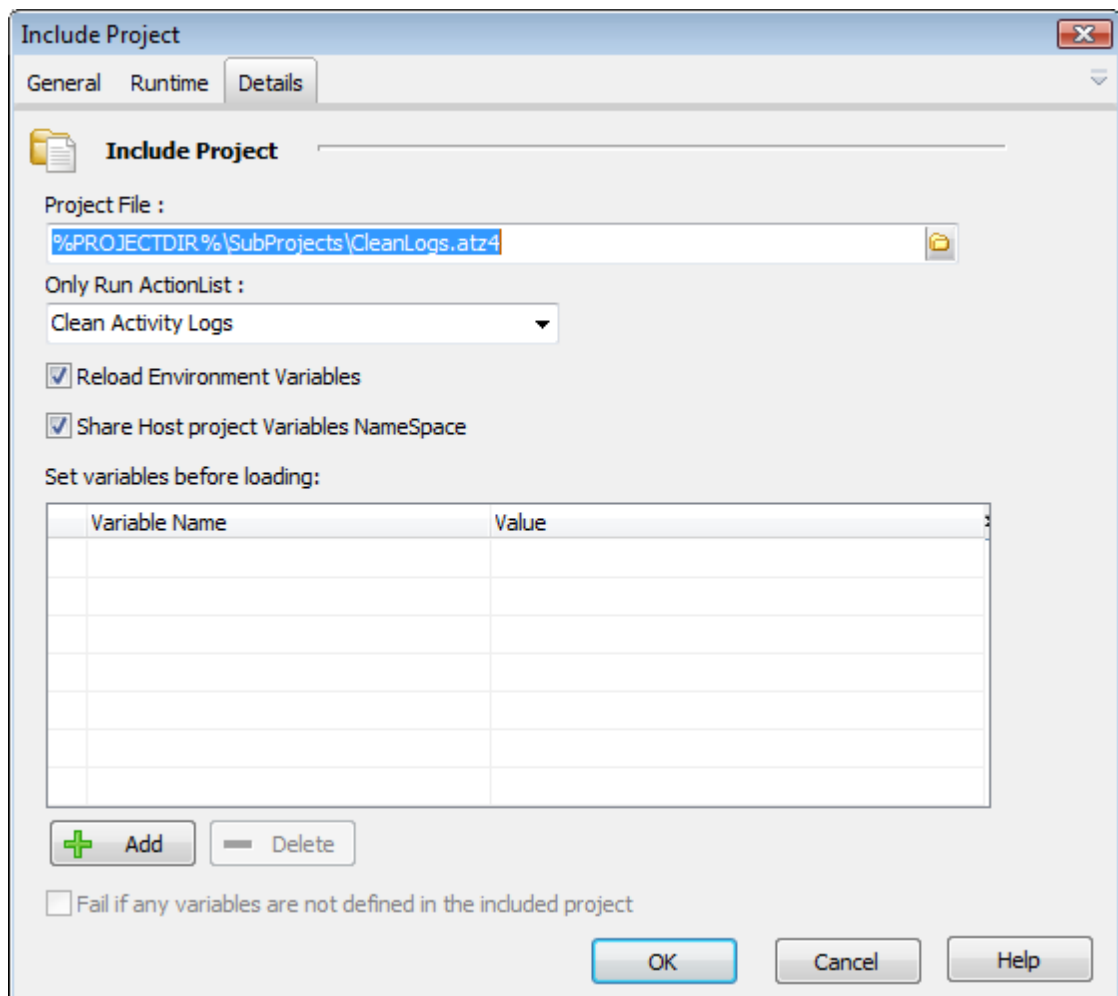 Include Project
General Runtime Details
Include Project
Project File :
%PROJECTDIR%\SubProjects\CleanLogs.atz4
Only Run ActionList :
Clean Activity Logs
Reload Environment Variables
Share Host project Variables NameSpace
Set variables before loading:
Variable Name Value
Add Delete
Fail if any variables are not defined in the included project
OK Cancel Help